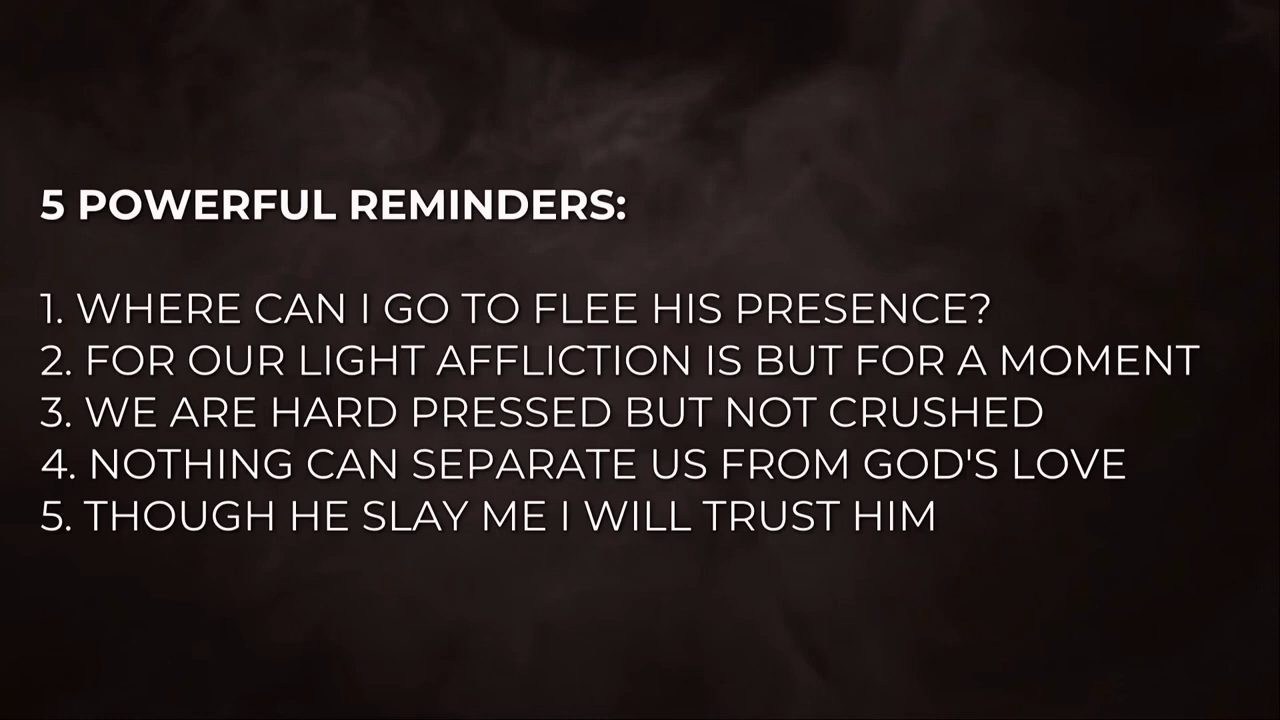 5 POWERFUL REMINDERS:
1. WHERE CAN I GO TO FLEE HIS PRESENCE?
2. FOR OUR LIGHT AFFLICTION IS BUT FOR A MOMENT
3. WE ARE HARD PRESSED BUT NOT CRUSHED
4. NOTHING CAN SEPARATE US FROM GOD'S LOVE
5. THOUGH HE SLAY ME I WILL TRUST HIM